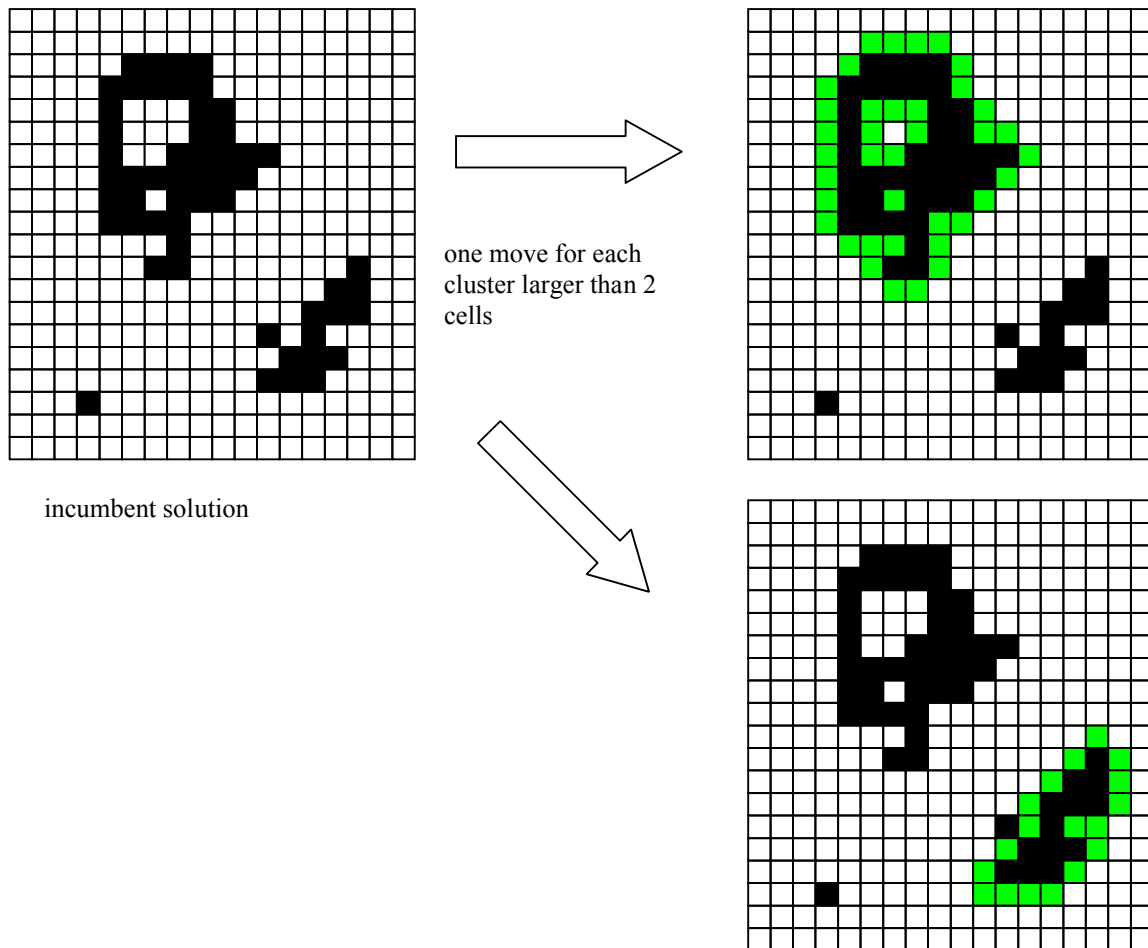 one move for each
cluster larger than 2
cells
incumbent solution